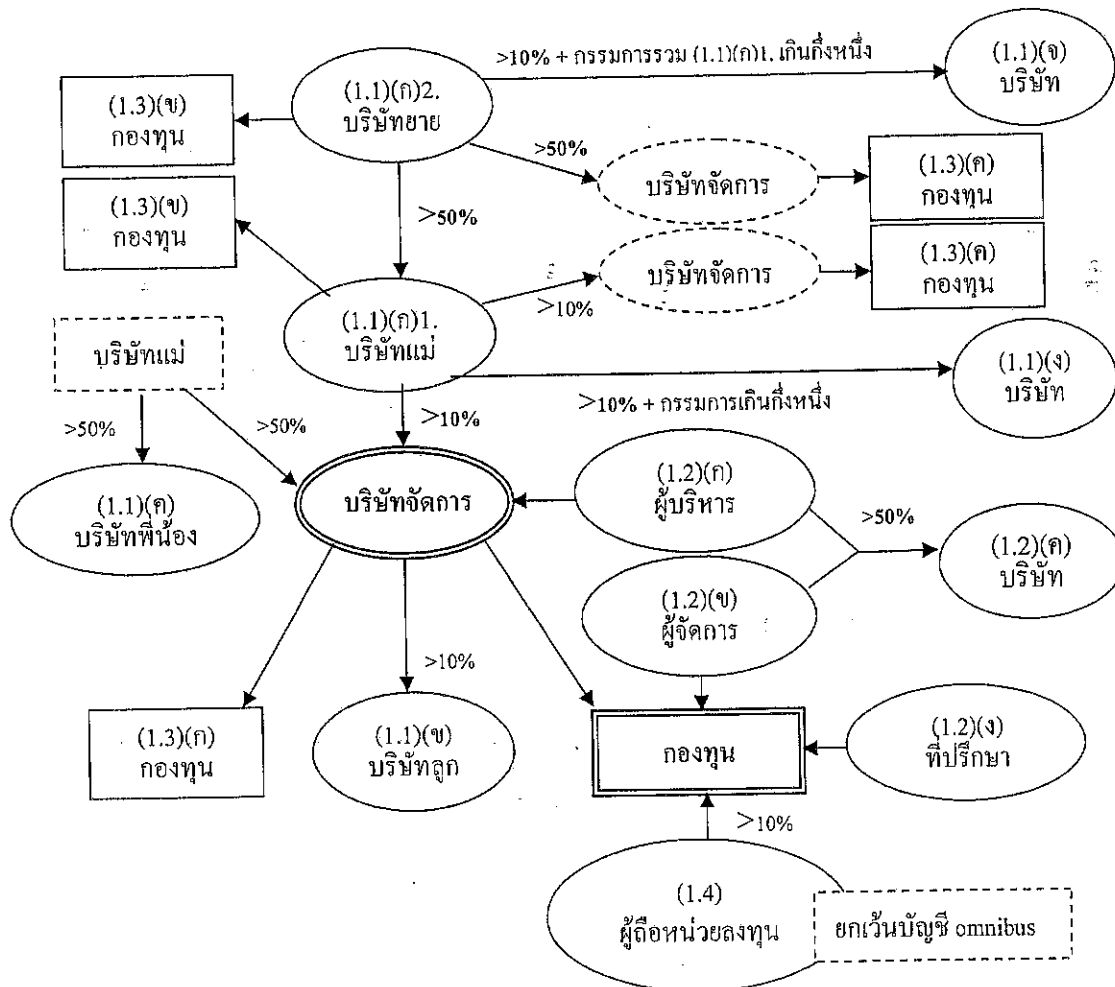 >10% + กรรมการรวม (1.1)(ก)1. เกินกึ่งหนึ่ง
(1.1)(จ)
บริษัท
(1.1)(ก)2.
บริษัทยาย
(1.3)(ข)
กองทุน
>50%
บริษัทจัดการ
(1.3)(ค)
กองทุน
(1.3)(ข)
กองทุน
>50%
บริษัทจัดการ
(1.3)(ค)
กองทุน
>10%
(1.1)(ก)1.
บริษัทแม่
บริษัทแม่
(1.1)(ง)
บริษัท
>10% + กรรมการเกินกึ่งหนึ่ง
>50%
>50%
>10%
(1.1)(ค)
บริษัทพี่น้อง
บริษัทจัดการ
(1.2)(ก)
ผู้บริหาร
>50%
(1.2)(ค)
บริษัท
(1.2)(ข)
ผู้จัดการ
>10%
(1.3)(ก)
กองทุน
(1.1)(ข)
บริษัทลูก
กองทุน
(1.2)(ง)
ที่ปรึกษา
>10%
(1.4)
ผู้ถือหน่วยลงทุน
ยกเว้นบัญชี omnibus